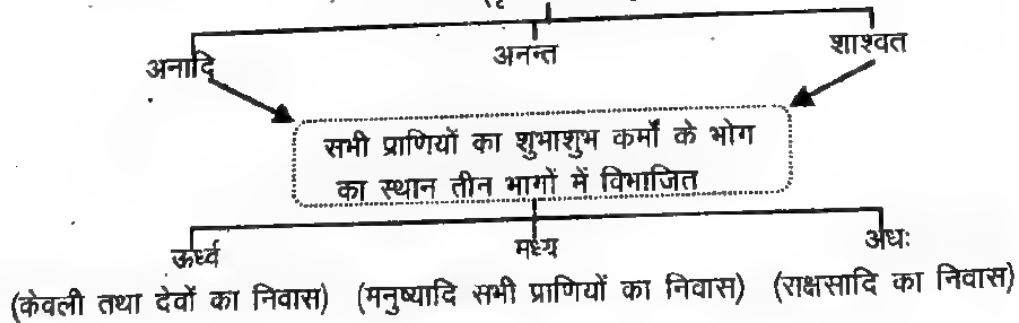 अनादि अनन्त शाश्वत
सभी प्राणियों का शुभाशुभ कर्मों के भोग
का स्थान तीन भागों में विभाजित
ऊर्ध्व मध्य अधः
(केवली तथा देवों का निवास) (मनुष्यादि सभी प्राणियों का निवास) (राक्षसादि का निवास)